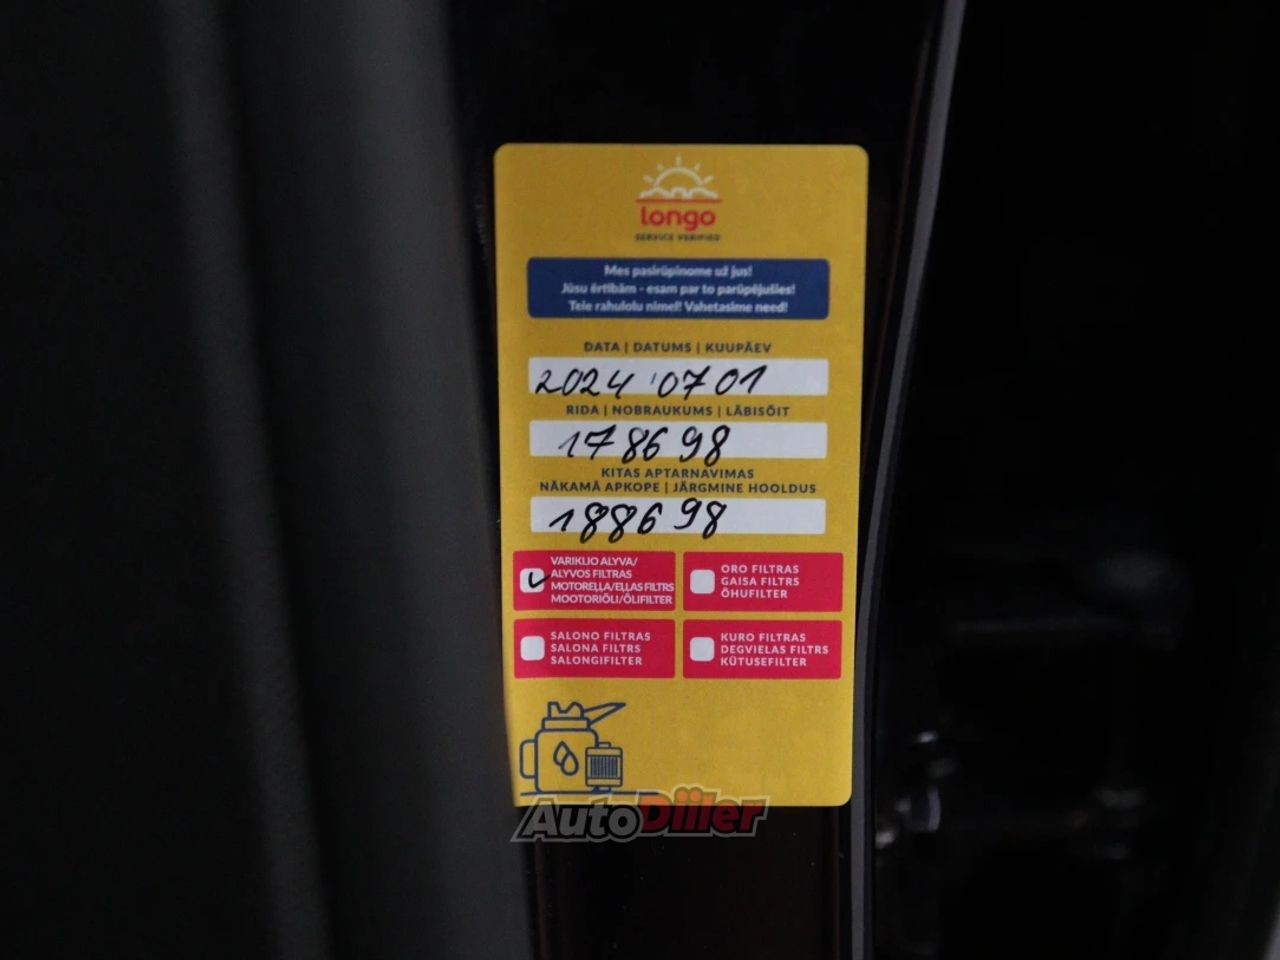 longo
SERVICE VERIFIED
Mes pasirūpinome už jus!
Jūsu ērtībām - esam par to parūpējušies!
Teie rahulolu nimel! Vahetasime need!
DATA | DATUMS | KUUPÄEV
2024 07 01
RIDA | NOBRAUKUMS | LÄBISÕIT
178698
KITAS APTARNAVIMAS
NĀKAMĀ APKOPE | JÄRGMINE HOOLDUS
188698
VARIKLIO ALYVA/
ALYVOS FILTRAS
MOTOREĻĻA/EĻĻAS FILTRS
MOOTORIÕLI/ÕLIFILTER
ORO FILTRAS
GAISA FILTRS
ÕHUFILTER
SALONO FILTRAS
SALONA FILTRS
SALONGIFILTER
KURO FILTRAS
DEGVIELAS FILTRS
KÜTUSEFILTER
AutoDiiler